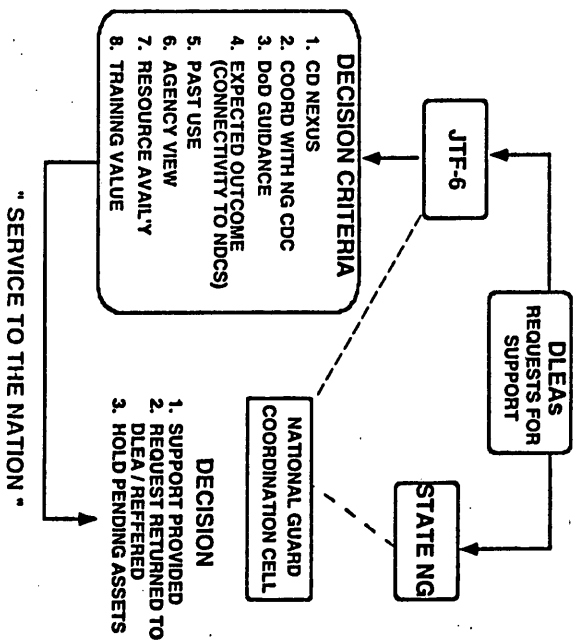 DLEAs
REQUESTS FOR
SUPPORT
JTF-6
STATE NG
NATIONAL GUARD
COORDINATION CELL
DECISION CRITERIA
1. CD NEXUS
2. COORD WITH NG CDC
3. DoD GUIDANCE
4. EXPECTED OUTCOME
(CONNECTIVITY TO NDCS)
5. PAST USE
6. AGENCY VIEW
7. RESOURCE AVAIL'Y
8. TRAINING VALUE
DECISION
1. SUPPORT PROVIDED
2. REQUEST RETURNED TO
DLEA / REFFERED
3. HOLD PENDING ASSETS
" SERVICE TO THE NATION "